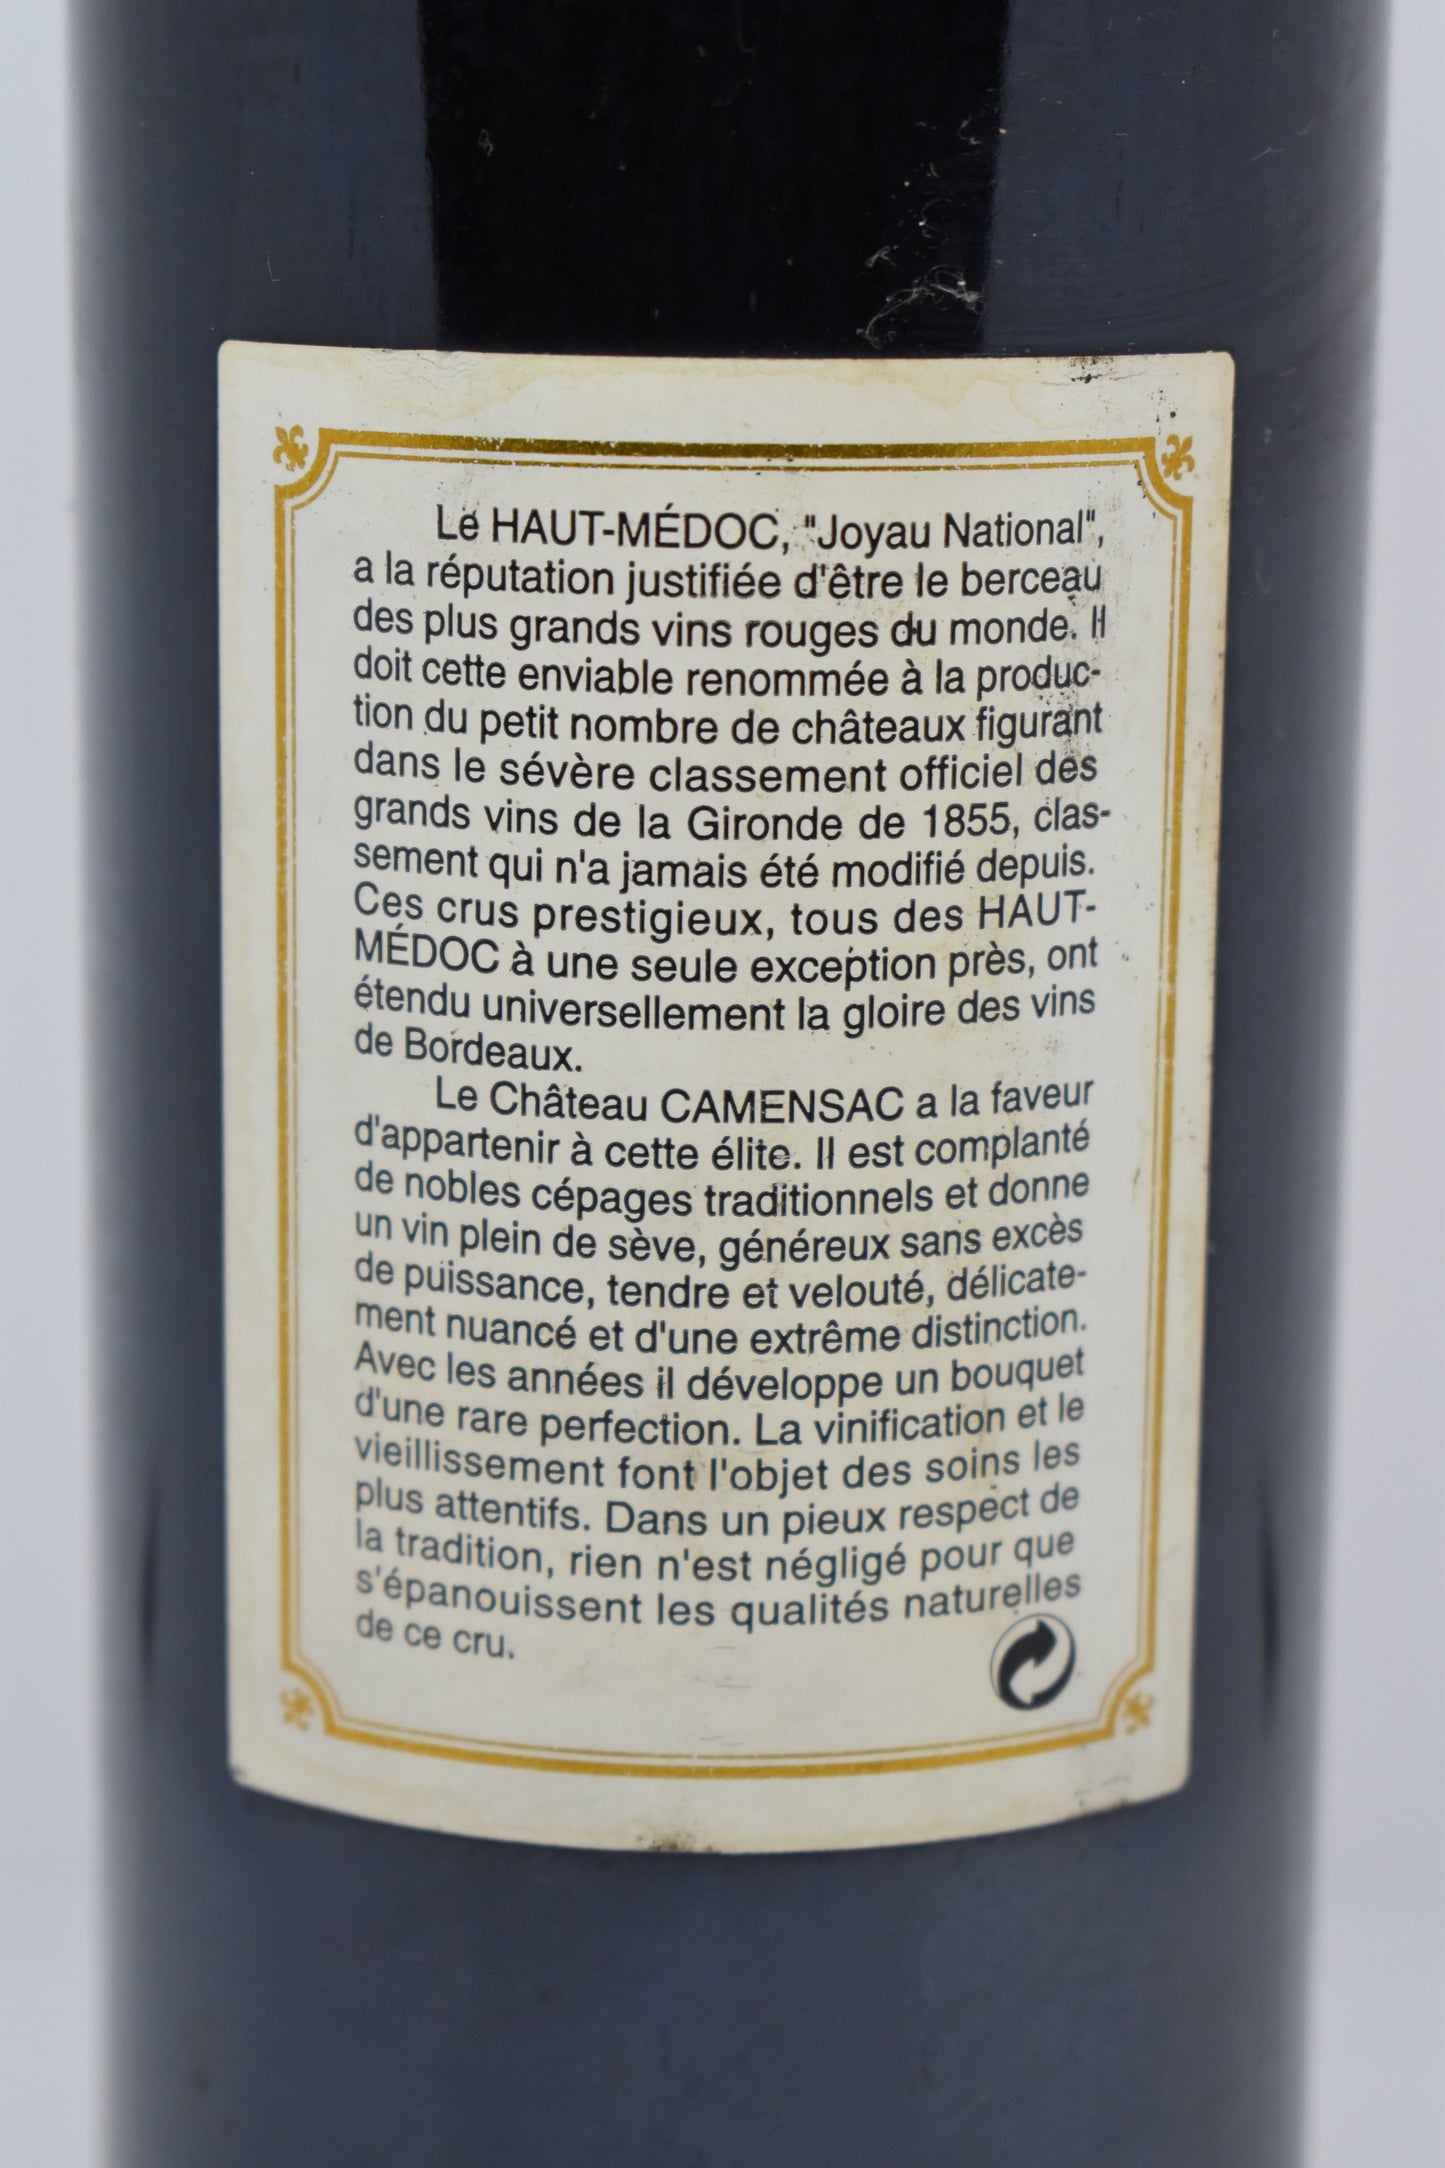 Le HAUT-MÉDOC, "Joyau National",
a la réputation justifiée d'être le berceau
des plus grands vins rouges du monde. Il
doit cette enviable renommée à la produc-
tion du petit nombre de châteaux figurant
dans le sévère classement officiel des
grands vins de la Gironde de 1855, clas-
sement qui n'a jamais été modifié depuis.
Ces crus prestigieux, tous des HAUT-
MÉDOC à une seule exception près, ont
étendu universellement la gloire des vins
de Bordeaux.
Le Château CAMENSAC a la faveur
d'appartenir à cette élite. Il est complanté
de nobles cépages traditionnels et donne
un vin plein de sève, généreux sans excès
de puissance, tendre et velouté, délicate-
ment nuancé et d'une extrême distinction.
Avec les années il développe un bouquet
d'une rare perfection. La vinification et le
vieillissement font l'objet des soins les
plus attentifs. Dans un pieux respect de
la tradition, rien n'est négligé pour que
s'épanouissent les qualités naturelles
de ce cru.